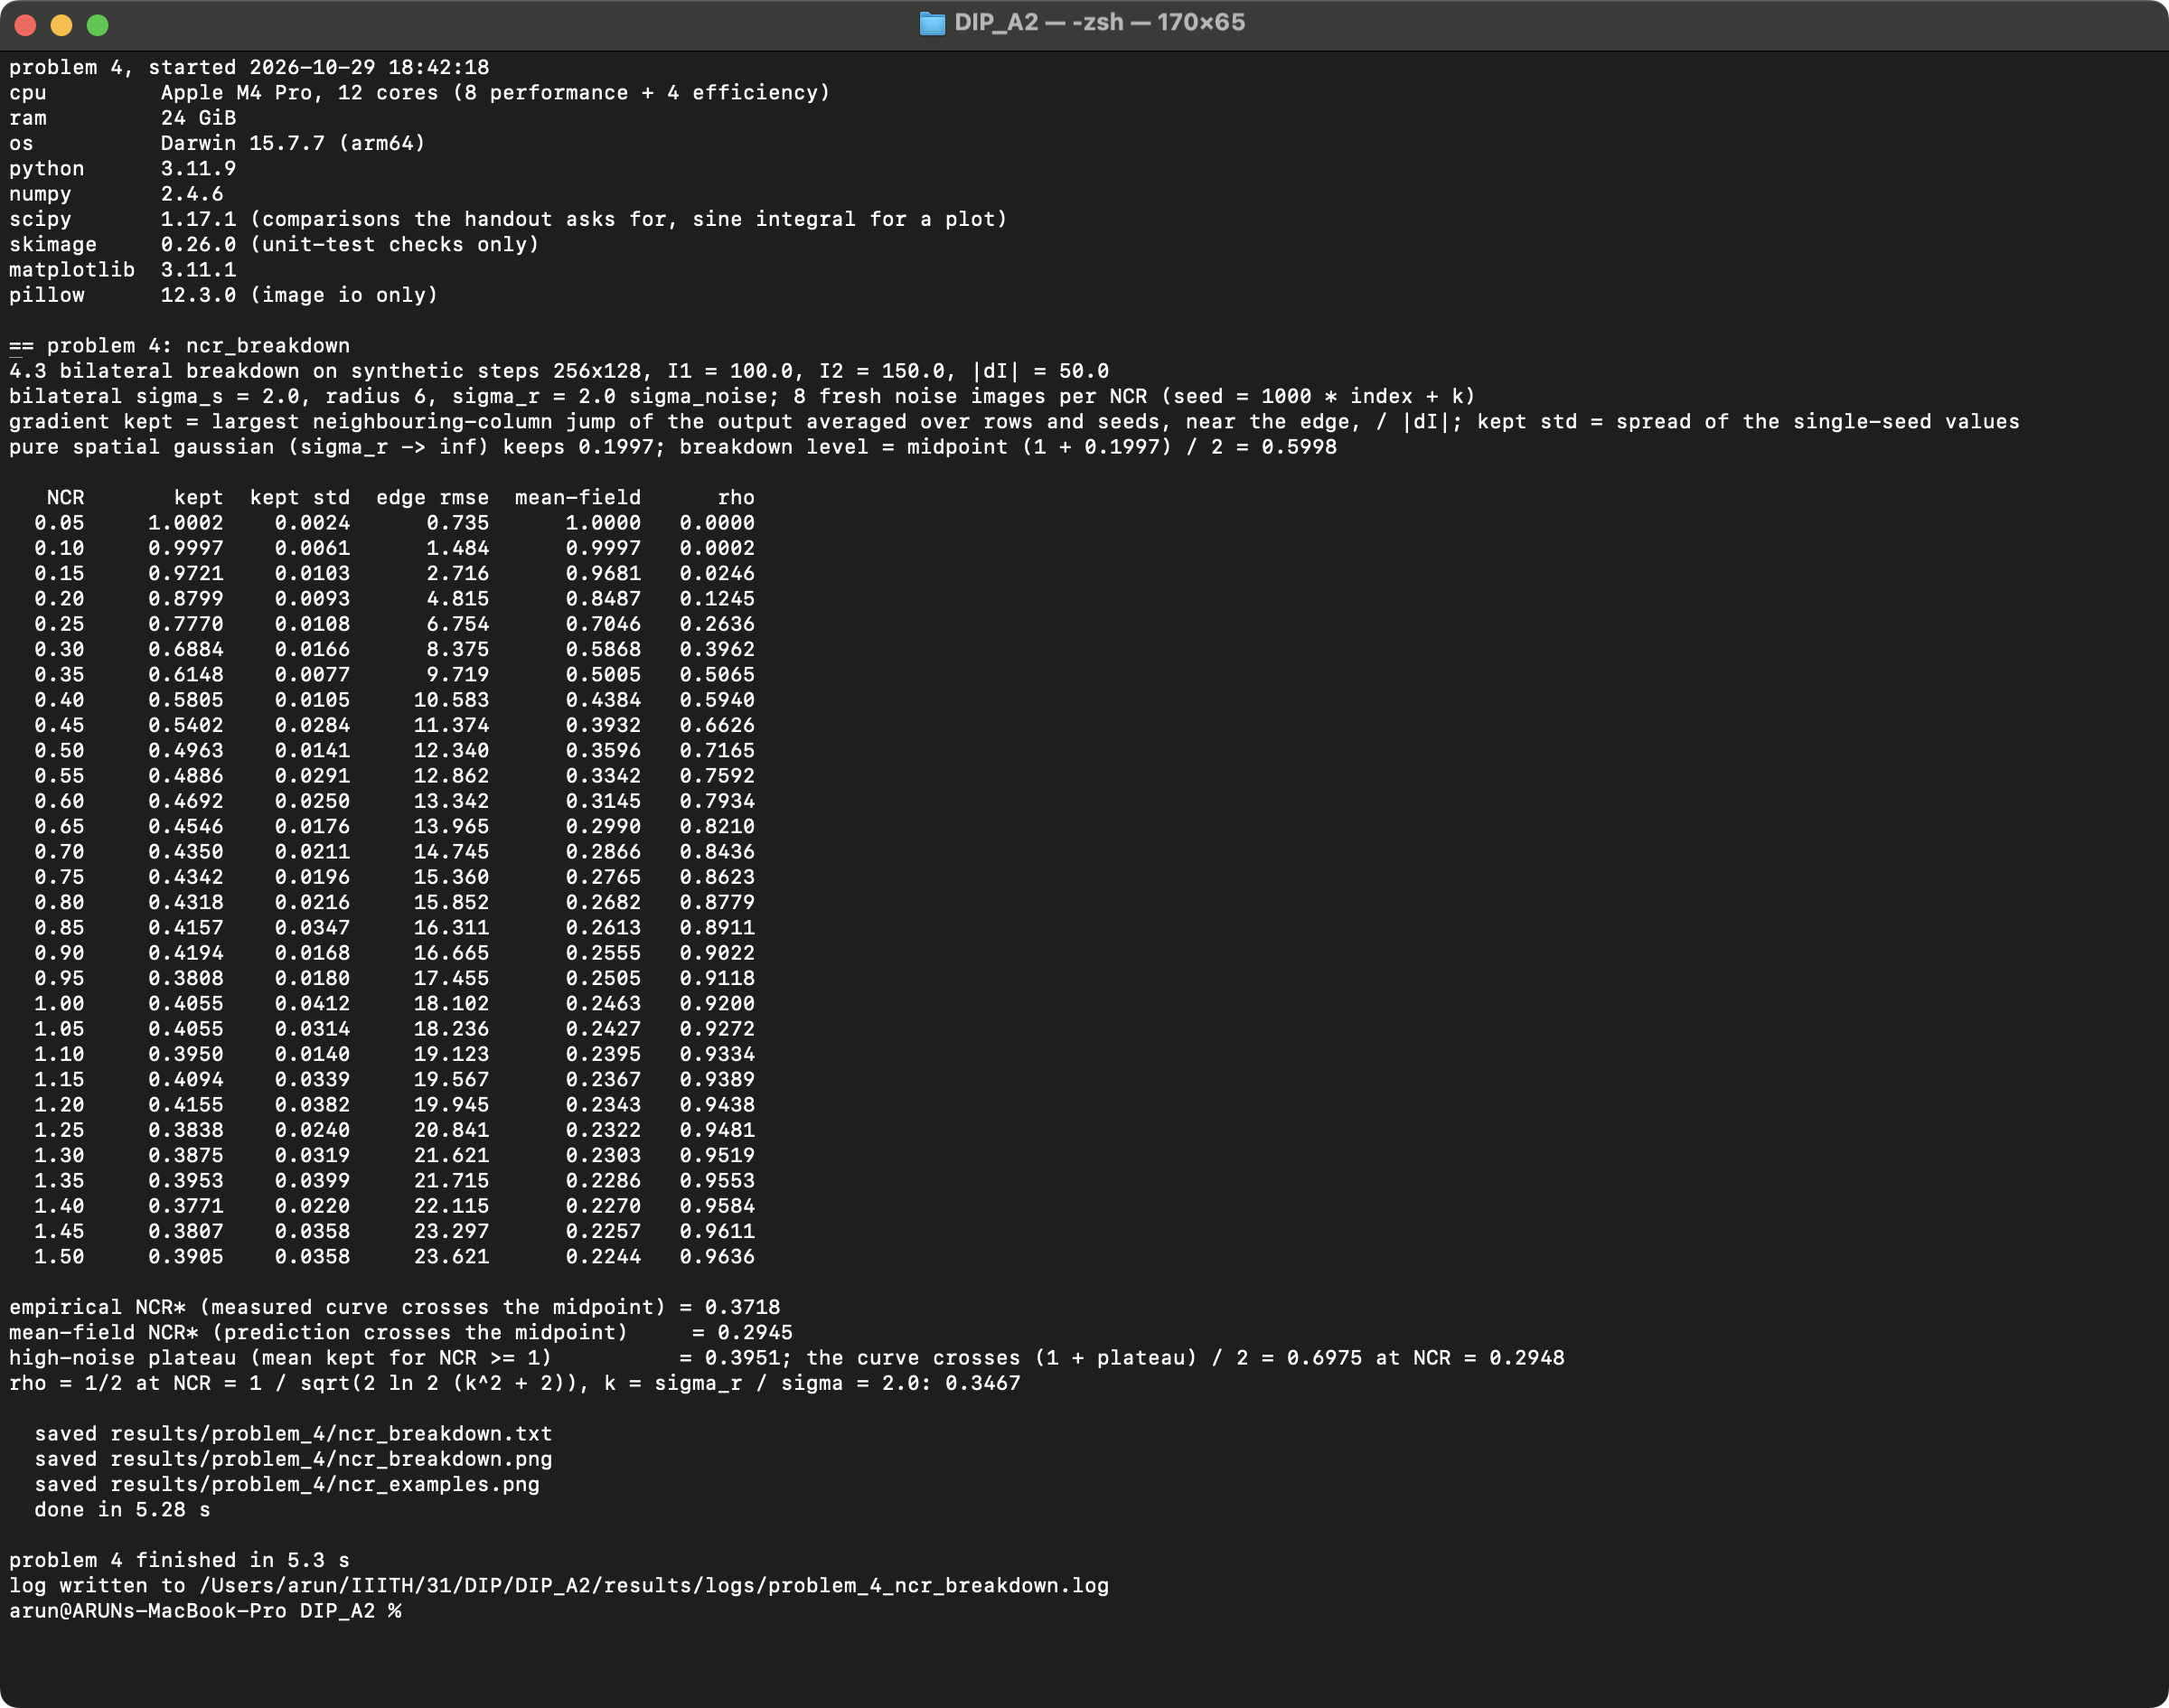 DIP_A2 — -zsh — 170×65
problem 4, started 2026-10-29 18:42:18
cpu         Apple M4 Pro, 12 cores (8 performance + 4 efficiency)
ram         24 GiB
os          Darwin 15.7.7 (arm64)
python      3.11.9
numpy       2.4.6
scipy       1.17.1 (comparisons the handout asks for, sine integral for a plot)
skimage     0.26.0 (unit-test checks only)
matplotlib  3.11.1
pillow      12.3.0 (image io only)
== problem 4: ncr_breakdown
4.3 bilateral breakdown on synthetic steps 256x128, I1 = 100.0, I2 = 150.0, |dI| = 50.0
bilateral sigma_s = 2.0, radius 6, sigma_r = 2.0 sigma_noise; 8 fresh noise images per NCR (seed = 1000 * index + k)
gradient kept = largest neighbouring-column jump of the output averaged over rows and seeds, near the edge, / |dI|; kept std = spread of the single-seed values
pure spatial gaussian (sigma_r -> inf) keeps 0.1997; breakdown level = midpoint (1 + 0.1997) / 2 = 0.5998
   NCR       kept  kept std  edge rmse  mean-field      rho
  0.05     1.0002    0.0024      0.735      1.0000   0.0000
  0.10     0.9997    0.0061      1.484      0.9997   0.0002
  0.15     0.9721    0.0103      2.716      0.9681   0.0246
  0.20     0.8799    0.0093      4.815      0.8487   0.1245
  0.25     0.7770    0.0108      6.754      0.7046   0.2636
  0.30     0.6884    0.0166      8.375      0.5868   0.3962
  0.35     0.6148    0.0077      9.719      0.5005   0.5065
  0.40     0.5805    0.0105     10.583      0.4384   0.5940
  0.45     0.5402    0.0284     11.374      0.3932   0.6626
  0.50     0.4963    0.0141     12.340      0.3596   0.7165
  0.55     0.4886    0.0291     12.862      0.3342   0.7592
  0.60     0.4692    0.0250     13.342      0.3145   0.7934
  0.65     0.4546    0.0176     13.965      0.2990   0.8210
  0.70     0.4350    0.0211     14.745      0.2866   0.8436
  0.75     0.4342    0.0196     15.360      0.2765   0.8623
  0.80     0.4318    0.0216     15.852      0.2682   0.8779
  0.85     0.4157    0.0347     16.311      0.2613   0.8911
  0.90     0.4194    0.0168     16.665      0.2555   0.9022
  0.95     0.3808    0.0180     17.455      0.2505   0.9118
  1.00     0.4055    0.0412     18.102      0.2463   0.9200
  1.05     0.4055    0.0314     18.236      0.2427   0.9272
  1.10     0.3950    0.0140     19.123      0.2395   0.9334
  1.15     0.4094    0.0339     19.567      0.2367   0.9389
  1.20     0.4155    0.0382     19.945      0.2343   0.9438
  1.25     0.3838    0.0240     20.841      0.2322   0.9481
  1.30     0.3875    0.0319     21.621      0.2303   0.9519
  1.35     0.3953    0.0399     21.715      0.2286   0.9553
  1.40     0.3771    0.0220     22.115      0.2270   0.9584
  1.45     0.3807    0.0358     23.297      0.2257   0.9611
  1.50     0.3905    0.0358     23.621      0.2244   0.9636
empirical NCR* (measured curve crosses the midpoint) = 0.3718
mean-field NCR* (prediction crosses the midpoint)     = 0.2945
high-noise plateau (mean kept for NCR >= 1)          = 0.3951; the curve crosses (1 + plateau) / 2 = 0.6975 at NCR = 0.2948
rho = 1/2 at NCR = 1 / sqrt(2 ln 2 (k^2 + 2)), k = sigma_r / sigma = 2.0: 0.3467
  saved results/problem_4/ncr_breakdown.txt
  saved results/problem_4/ncr_breakdown.png
  saved results/problem_4/ncr_examples.png
  done in 5.28 s
problem 4 finished in 5.3 s
log written to /Users/arun/IIITH/31/DIP/DIP_A2/results/logs/problem_4_ncr_breakdown.log
arun@ARUNs-MacBook-Pro DIP_A2 %